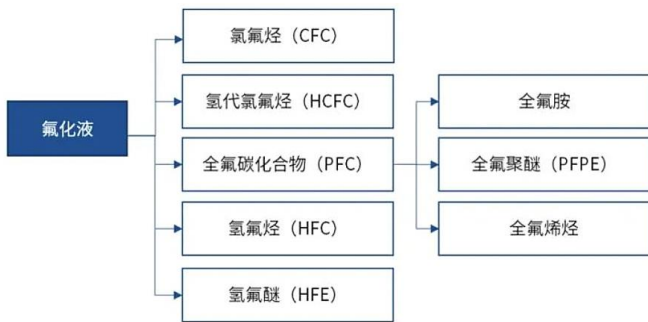 氯氟烃（CFC）
氢代氯氟烃（HCFC）
全氟胺
氟化液
全氟碳化合物（PFC）
全氟聚醚（PFPE）
氢氟烃（HFC）
全氟烯烃
氢氟醚（HFE）